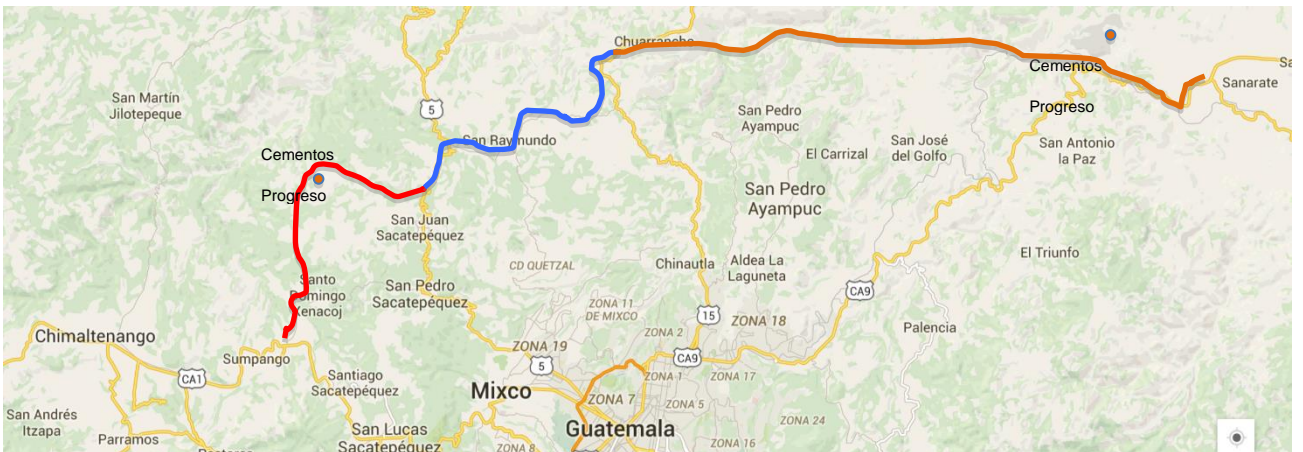 Chuarrancho
Cementos
Progreso
Sanarate
San Martín
Jilotepeque
5
San Raymundo
San Pedro
Ayampuc
El Carrizal
San José
del Golfo
San Antonio
la Paz
Cementos
Progreso
San Pedro
Ayampuc
San Juan
Sacatepéquez
El Triunfo
CD QUETZAL
Chinautla
Aldea La
Laguneta
Santo
Domingo
Xenacoj
San Pedro
Sacatepéquez
CA9
ZONA 11
DE MIXCO
15
ZONA 18
Palencia
Chimaltenango
ZONA 2
ZONA 19
Sumpango
5
CA9
CA1
Santiago
Sacatepéquez
ZONA 1
ZONA 17
Mixco
ZONA 7
ZONA 5
San Andrés
Itzapa
ZONA 24
San Lucas
Sacatepéquez
Guatemala
Parramos
ZONA 8
ZONA 16